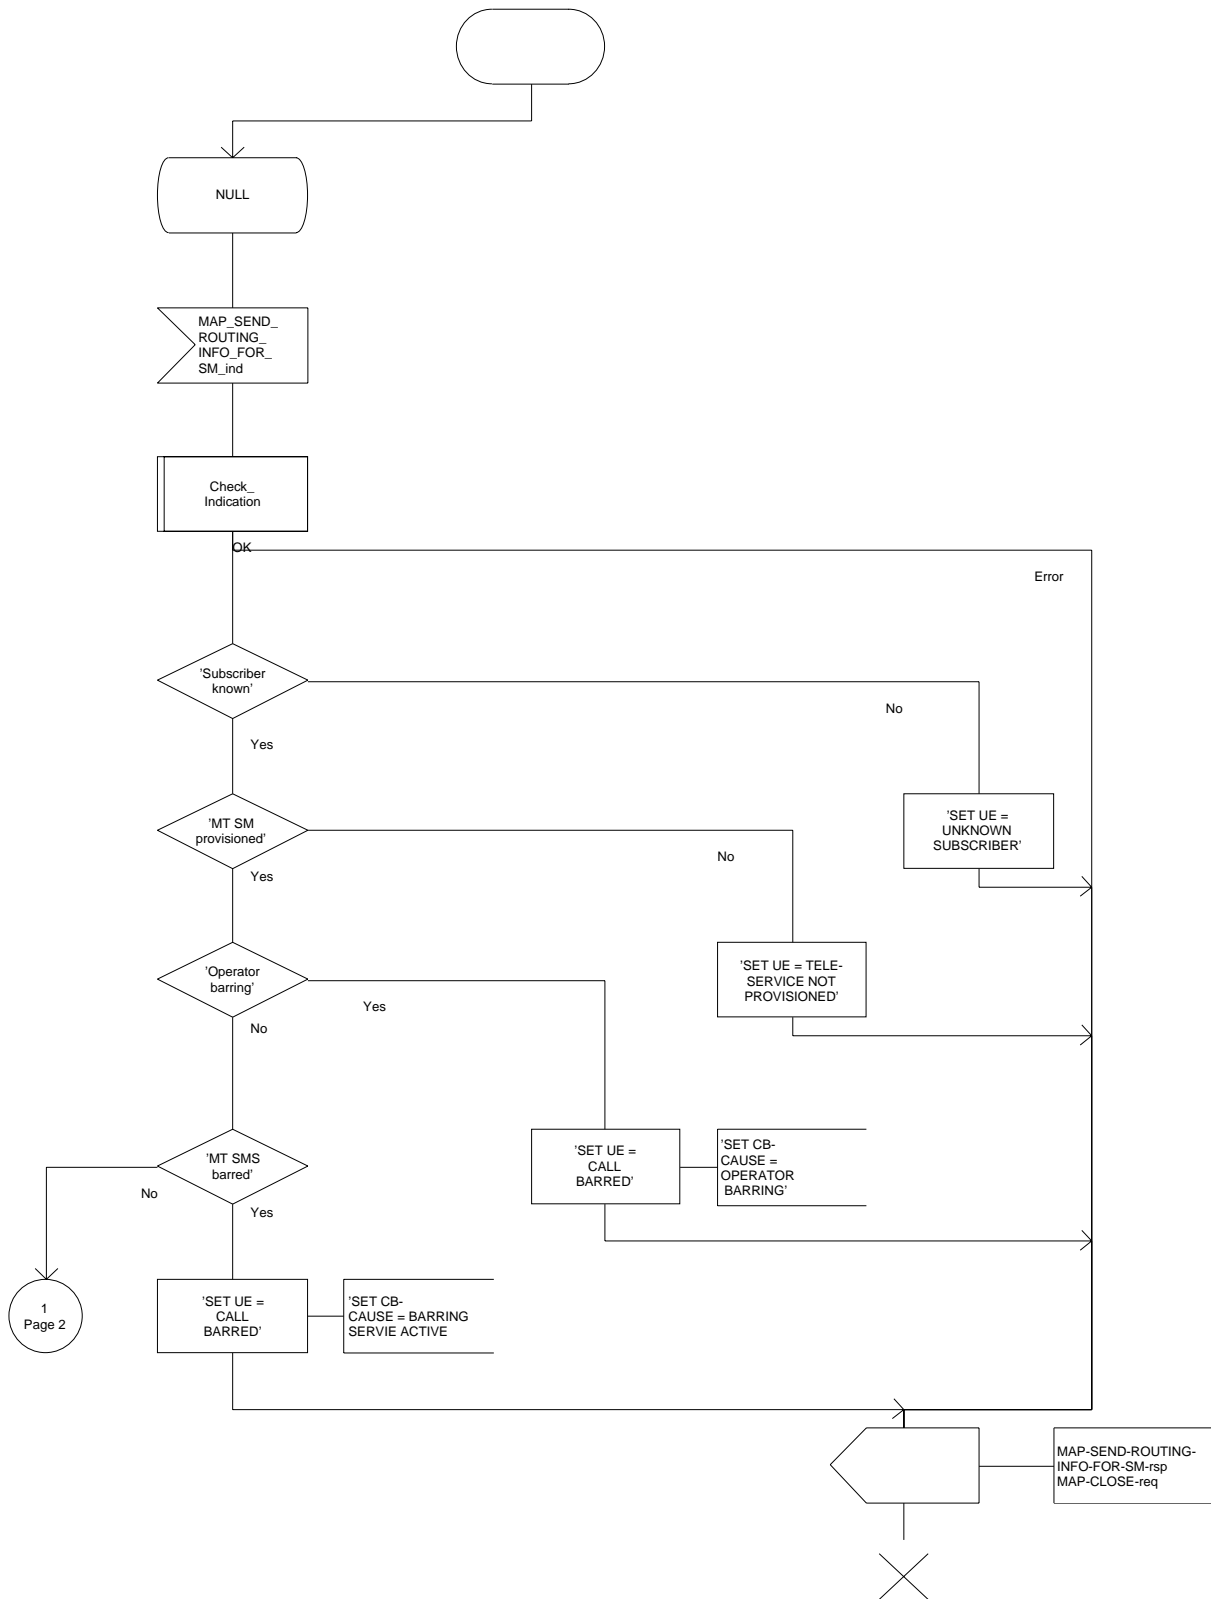 NULL
MAP_SEND_
ROUTING_
INFO_FOR_
SM_ind
Check_
Indication
OK
Error
'Subscriber
known'
No
Yes
'MT SM
provisioned'
No
Yes
'SET UE =
UNKNOWN
SUBSCRIBER'
'Operator
barring'
Yes
No
'SET UE = TELE-
SERVICE NOT
PROVISIONED'
'MT SMS
barred'
No
Yes
'SET UE =
CALL
BARRED'
'SET CB-
CAUSE =
OPERATOR
BARRING'
1
Page 2
'SET UE =
CALL
BARRED'
'SET CB-
CAUSE = BARRING
SERVIE ACTIVE
MAP-SEND-ROUTING-
INFO-FOR-SM-rsp
MAP-CLOSE-req